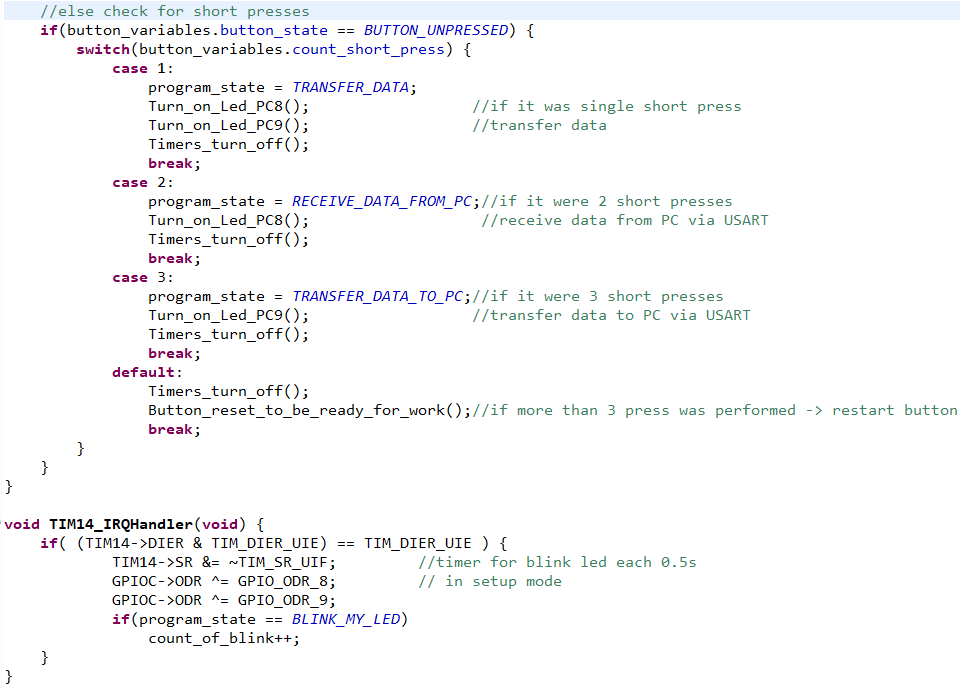 //else check for short presses
    if(button_variables.button_state == BUTTON_UNPRESSED) {
        switch(button_variables.count_short_press) {
            case 1:
                program_state = TRANSFER_DATA;
                Turn_on_Led_PC8();                  //if it was single short press
                Turn_on_Led_PC9();                  //transfer data
                Timers_turn_off();
                break;
            case 2:
                program_state = RECEIVE_DATA_FROM_PC;//if it were 2 short presses
                Turn_on_Led_PC8();                   //receive data from PC via USART
                Timers_turn_off();
                break;
            case 3:
                program_state = TRANSFER_DATA_TO_PC;//if it were 3 short presses
                Turn_on_Led_PC9();                  //transfer data to PC via USART
                Timers_turn_off();
                break;
            default:
                Timers_turn_off();
                Button_reset_to_be_ready_for_work();//if more than 3 press was performed -> restart button
                break;
        }
    }
}
void TIM14_IRQHandler(void) {
    if( (TIM14->DIER & TIM_DIER_UIE) == TIM_DIER_UIE ) {
            TIM14->SR &= ~TIM_SR_UIF;         //timer for blink led each 0.5s
            GPIOC->ODR ^= GPIO_ODR_8;         // in setup mode
            GPIOC->ODR ^= GPIO_ODR_9;
            if(program_state == BLINK_MY_LED)
                count_of_blink++;
    }
}